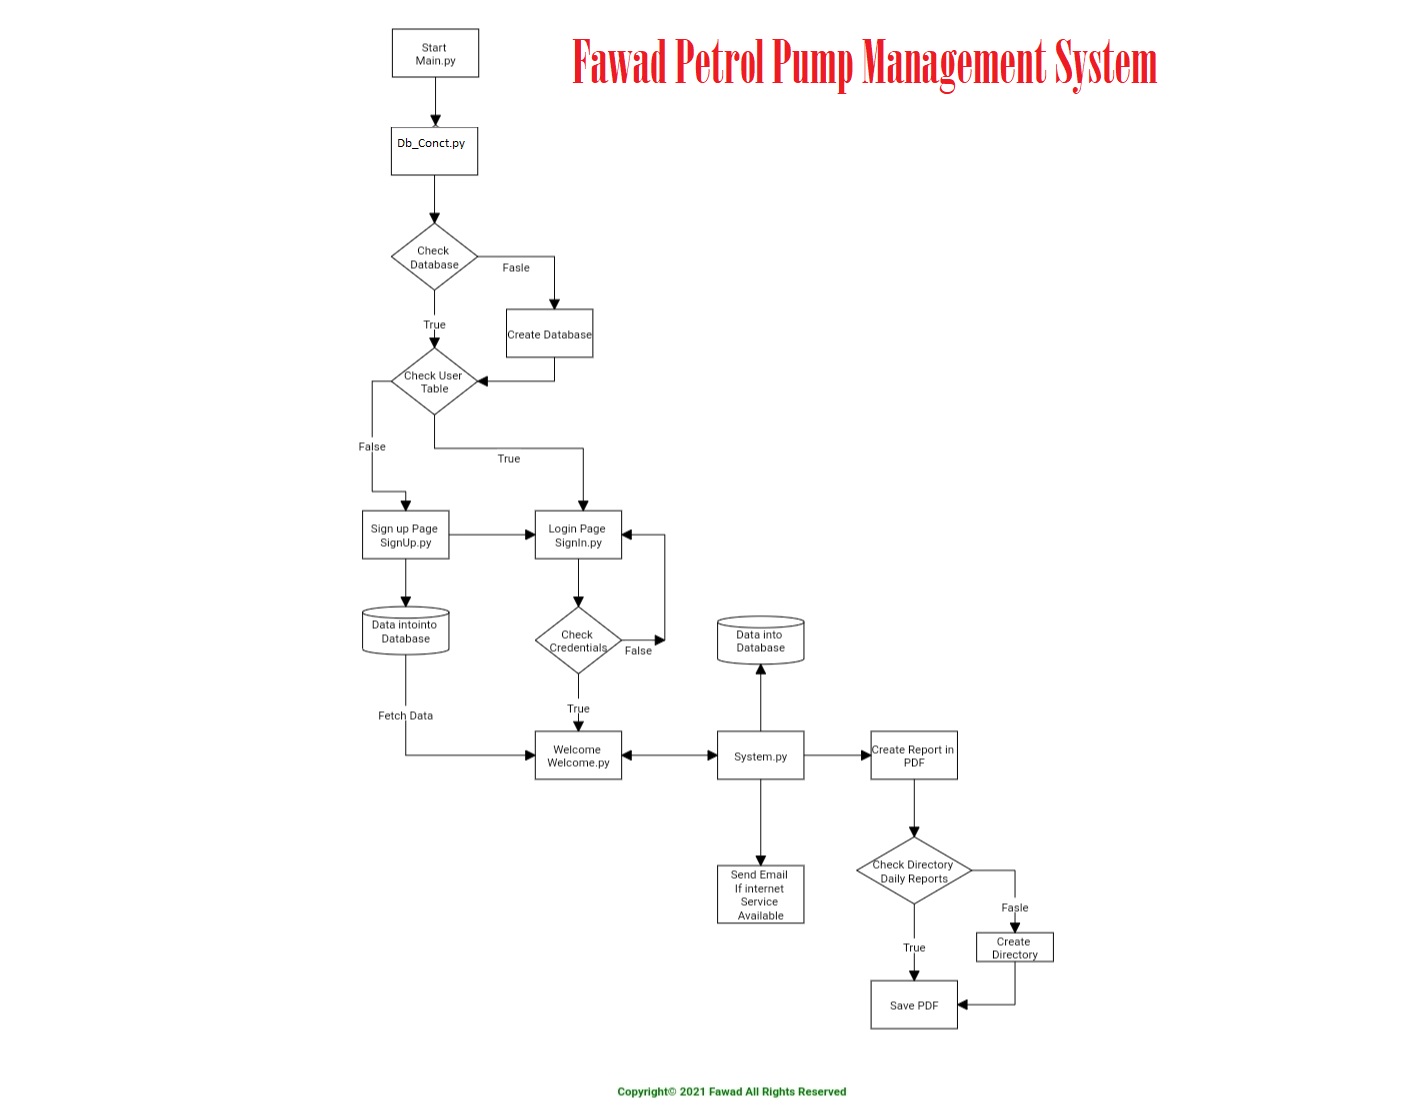 Start
Main.py
Fawad Petrol Pump Management System
Db_Conct.py
Check
Database
Fasle
True
Create Database
Check User
Table
False
True
Sign up Page
SignUp.py
Login Page
SignIn.py
Data intointo
Database
Check
Credentials
False
Data into
Database
Fetch Data
True
Welcome
Welcome.py
System.py
Create Report in
PDF
Send Email
If internet
Service
Available
Check Directory
Daily Reports
Fasle
True
Create
Directory
Save PDF
Copyright© 2021 Fawad All Rights Reserved